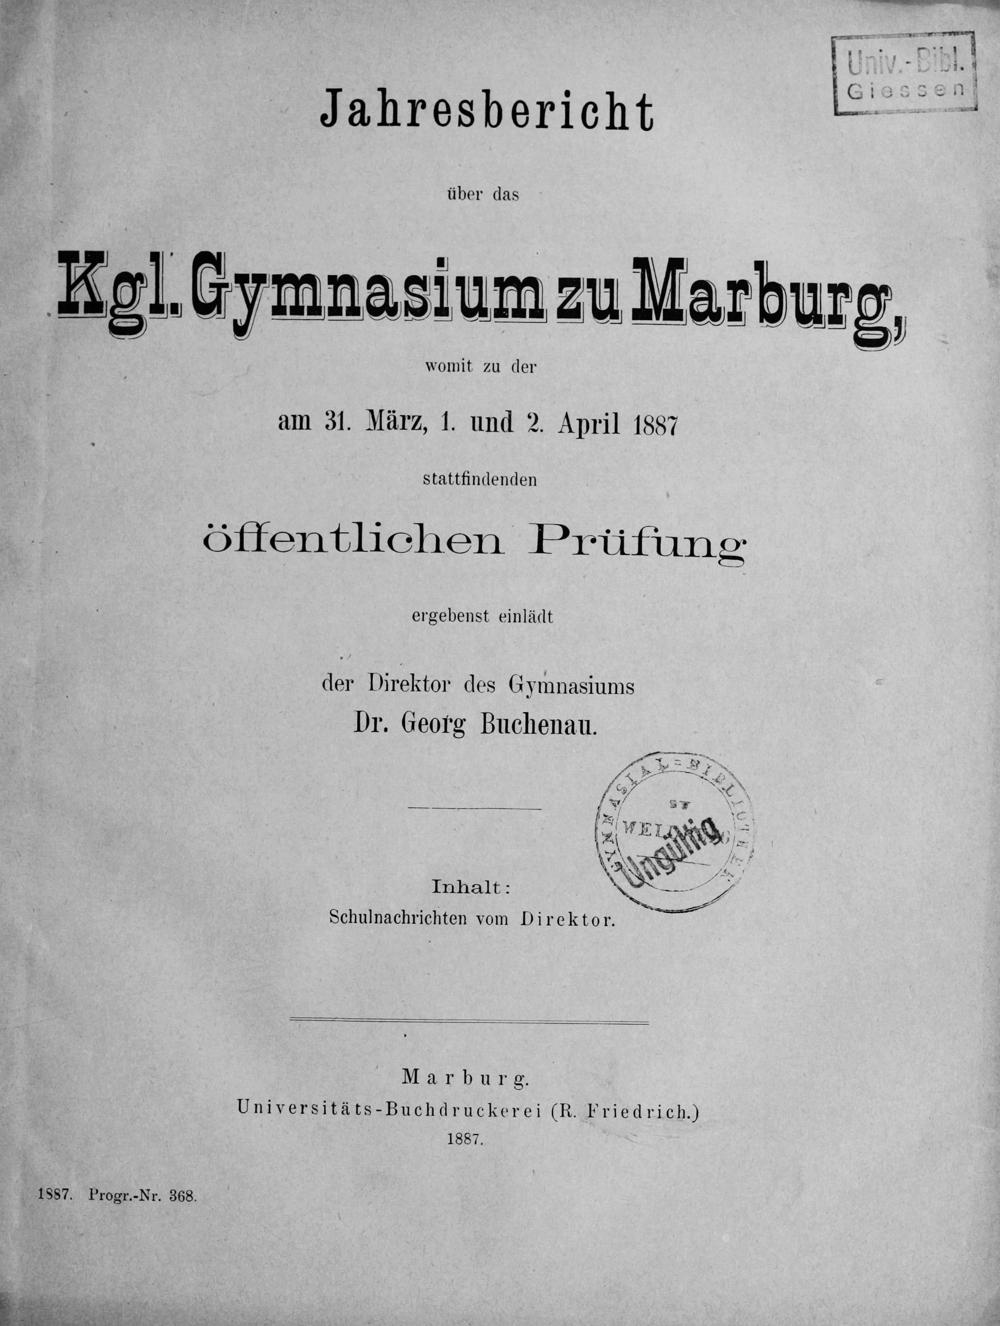 Univ.-Bibl.
Giessen
Jahresbericht
über das
Kgl. Gymnasium zu Marburg,
womit zu der
am 31. März, 1. und 2. April 1887
stattfindenden
öffentlichen Prüfung
ergebenst einlädt
der Direktor des Gymnasiums
Dr. Georg Buchenau.
GYMNASIAL=BIBLIOTHEK
Ungültig
Inhalt:
Schulnachrichten vom Direktor.
Marburg.
Universitäts-Buchdruckerei (R. Friedrich.)
1887.
1887. Progr.-Nr. 368.